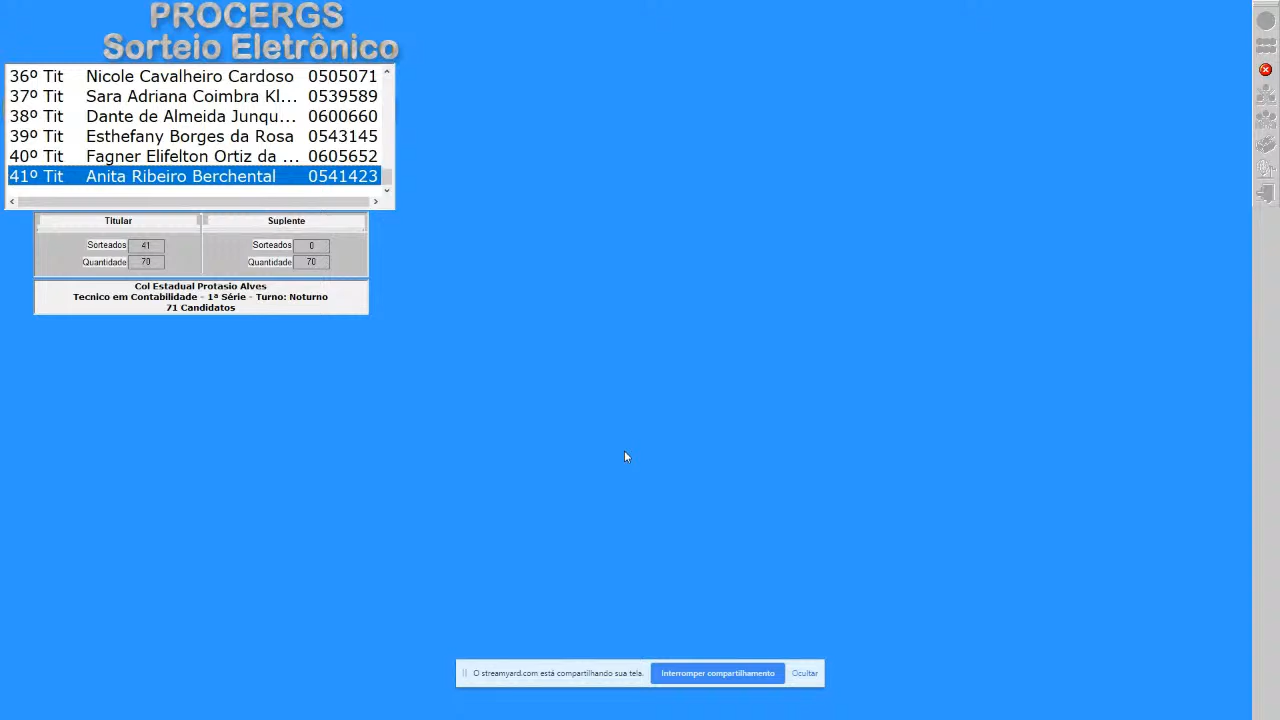 PROCERGS
Sorteio Eletrônico
36º Tit Nicole Cavalheiro Cardoso 0505071
37º Tit Sara Adriana Coimbra Kl... 0539589
38º Tit Dante de Almeida Junqu... 0600660
39º Tit Esthefany Borges da Rosa 0543145
40º Tit Fagner Elifelton Ortiz da ... 0605652
41º Tit Anita Ribeiro Berchental 0541423
Titular Suplente
Sorteados 41 Sorteados 0
Quantidade 70 Quantidade 70
Col Estadual Protasio Alves
Tecnico em Contabilidade - 1ª Série - Turno: Noturno
71 Candidatos
O streamyard.com está compartilhando sua tela. Interromper compartilhamento Ocultar